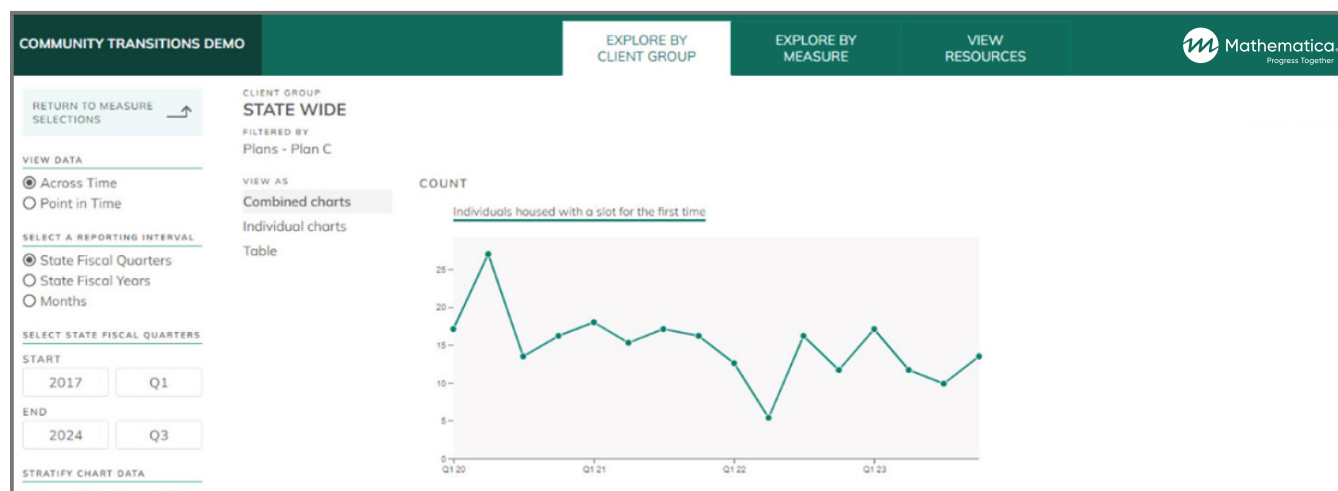 COMMUNITY TRANSITIONS DEMO
EXPLORE BY
CLIENT GROUP
EXPLORE BY
MEASURE
VIEW
RESOURCES
Mathematica
Progress Together
RETURN TO MEASURE
SELECTIONS
VIEW DATA
Across Time
Point in Time
SELECT A REPORTING INTERVAL
State Fiscal Quarters
State Fiscal Years
Months
SELECT STATE FISCAL QUARTERS
START
2017 Q1
END
2024 Q3
STRATIFY CHART DATA
CLIENT GROUP
STATE WIDE
FILTERED BY
Plans - Plan C
VIEW AS
Combined charts
Individual charts
Table
COUNT
Individuals housed with a slot for the first time
25
20
15
10
5
0
Q1 20 Q1 21 Q1 22 Q1 23